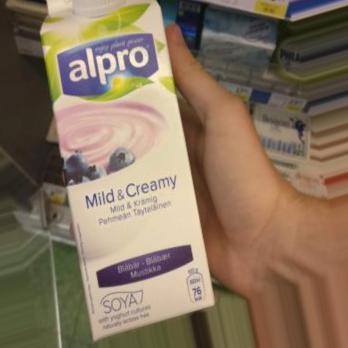 enjoy plant power
alpro
Mild & Creamy
Mild & Krämig
Pehmeän Täyteläinen
Blåbär - Blåbær
Mustikka
SOYA
with yoghurt cultures
naturally lactose free
76